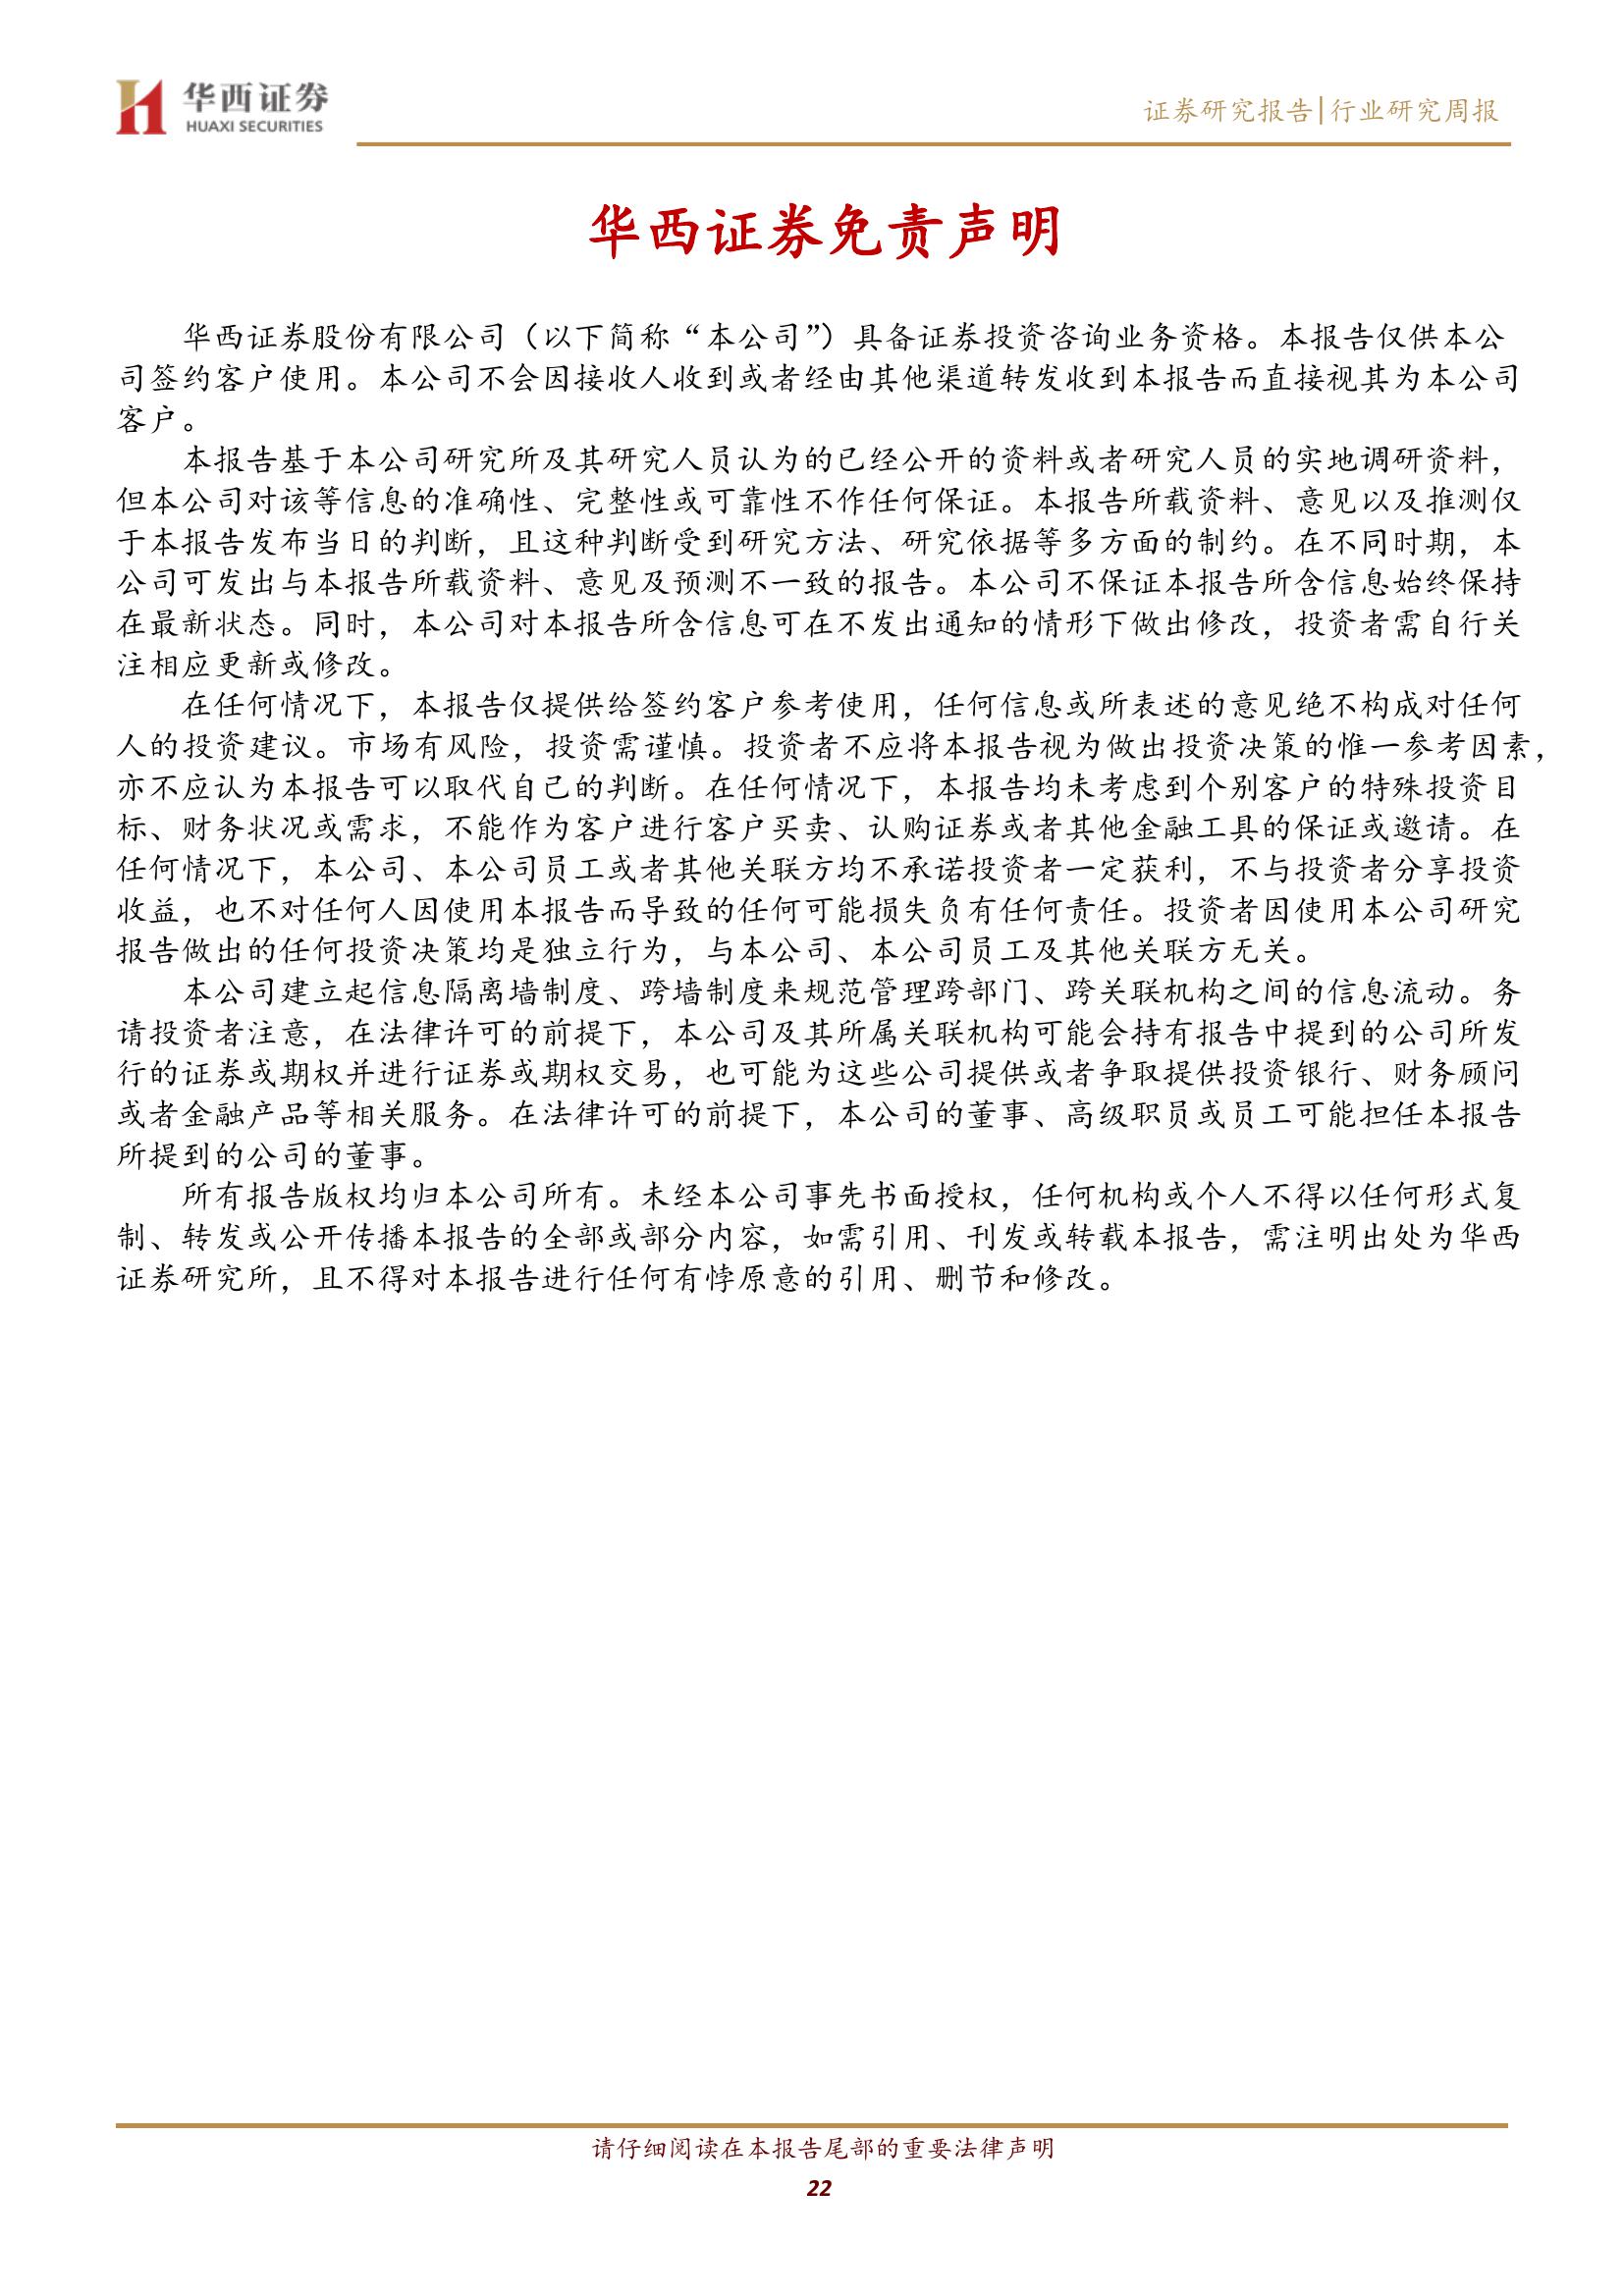 华西证券
HUAXI SECURITIES
证券研究报告|行业研究周报
华西证券免责声明
华西证券股份有限公司（以下简称“本公司”）具备证券投资咨询业务资格。本报告仅供本公
司签约客户使用。本公司不会因接收人收到或者经由其他渠道转发收到本报告而直接视其为本公司
客户。
本报告基于本公司研究所及其研究人员认为的已经公开的资料或者研究人员的实地调研资料，
但本公司对该等信息的准确性、完整性或可靠性不作任何保证。本报告所载资料、意见以及推测仅
于本报告发布当日的判断，且这种判断受到研究方法、研究依据等多方面的制约。在不同时期，本
公司可发出与本报告所载资料、意见及预测不一致的报告。本公司不保证本报告所含信息始终保持
在最新状态。同时，本公司对本报告所含信息可在不发出通知的情形下做出修改，投资者需自行关
注相应更新或修改。
在任何情况下，本报告仅提供给签约客户参考使用，任何信息或所表述的意见绝不构成对任何
人的投资建议。市场有风险，投资需谨慎。投资者不应将本报告视为做出投资决策的惟一参考因素，
亦不应认为本报告可以取代自己的判断。在任何情况下，本报告均未考虑到个别客户的特殊投资目
标、财务状况或需求，不能作为客户进行客户买卖、认购证券或者其他金融工具的保证或邀请。在
任何情况下，本公司、本公司员工或者其他关联方均不承诺投资者一定获利，不与投资者分享投资
收益，也不对任何人因使用本报告而导致的任何可能损失负有任何责任。投资者因使用本公司研究
报告做出的任何投资决策均是独立行为，与本公司、本公司员工及其他关联方无关。
本公司建立起信息隔离墙制度、跨墙制度来规范管理跨部门、跨关联机构之间的信息流动。务
请投资者注意，在法律许可的前提下，本公司及其所属关联机构可能会持有报告中提到的公司所发
行的证券或期权并进行证券或期权交易，也可能为这些公司提供或者争取提供投资银行、财务顾问
或者金融产品等相关服务。在法律许可的前提下，本公司的董事、高级职员或员工可能担任本报告
所提到的公司的董事。
所有报告版权均归本公司所有。未经本公司事先书面授权，任何机构或个人不得以任何形式复
制、转发或公开传播本报告的全部或部分内容，如需引用、刊发或转载本报告，需注明出处为华西
证券研究所，且不得对本报告进行任何有悖原意的引用、删节和修改。
请仔细阅读在本报告尾部的重要法律声明
22